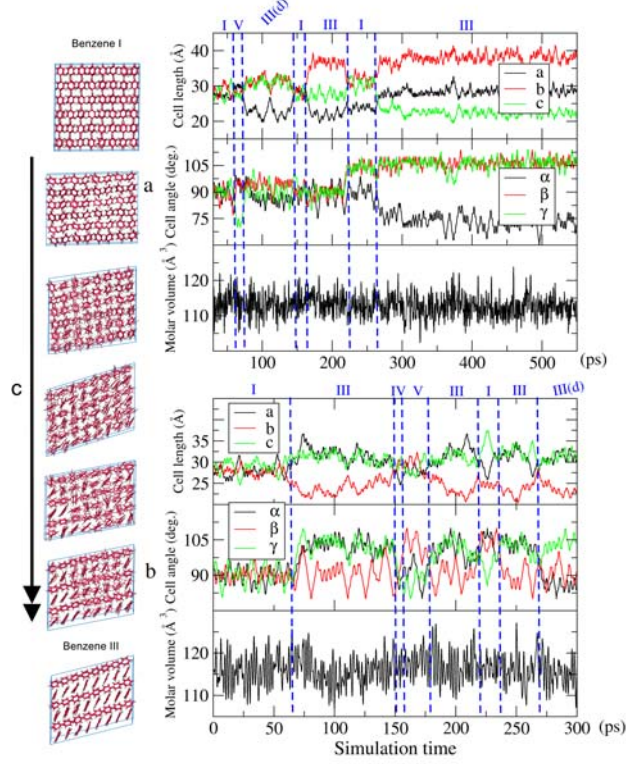 Benzene I
a
c
b
Benzene III
I V III(d) I III I III
Cell length (Å)
40
30
20
a
b
c
Cell angle (deg.)
105
90
75
α
β
γ
Molar volume (Å³)
120
110
100 200 300 400 500 (ps)
I III IV V III I III III(d)
Cell length (Å)
35
30
25
a
b
c
Cell angle (deg.)
105
90
α
β
γ
Molar volume (Å³)
120
110
0 50 100 150 200 250 300 (ps)
Simulation time